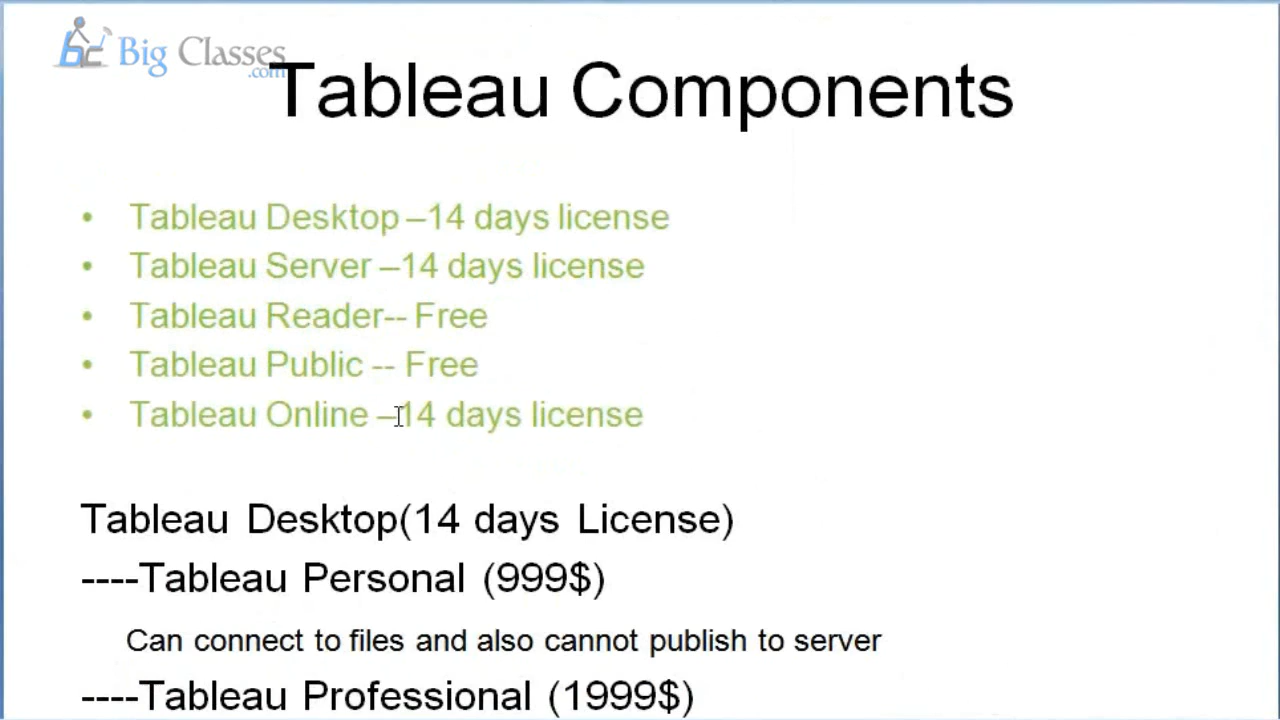 Big Classes
.com
Tableau Components
• Tableau Desktop –14 days license
• Tableau Server –14 days license
• Tableau Reader-- Free
• Tableau Public -- Free
• Tableau Online –14 days license
Tableau Desktop(14 days License)
----Tableau Personal (999$)
Can connect to files and also cannot publish to server
----Tableau Professional (1999$)